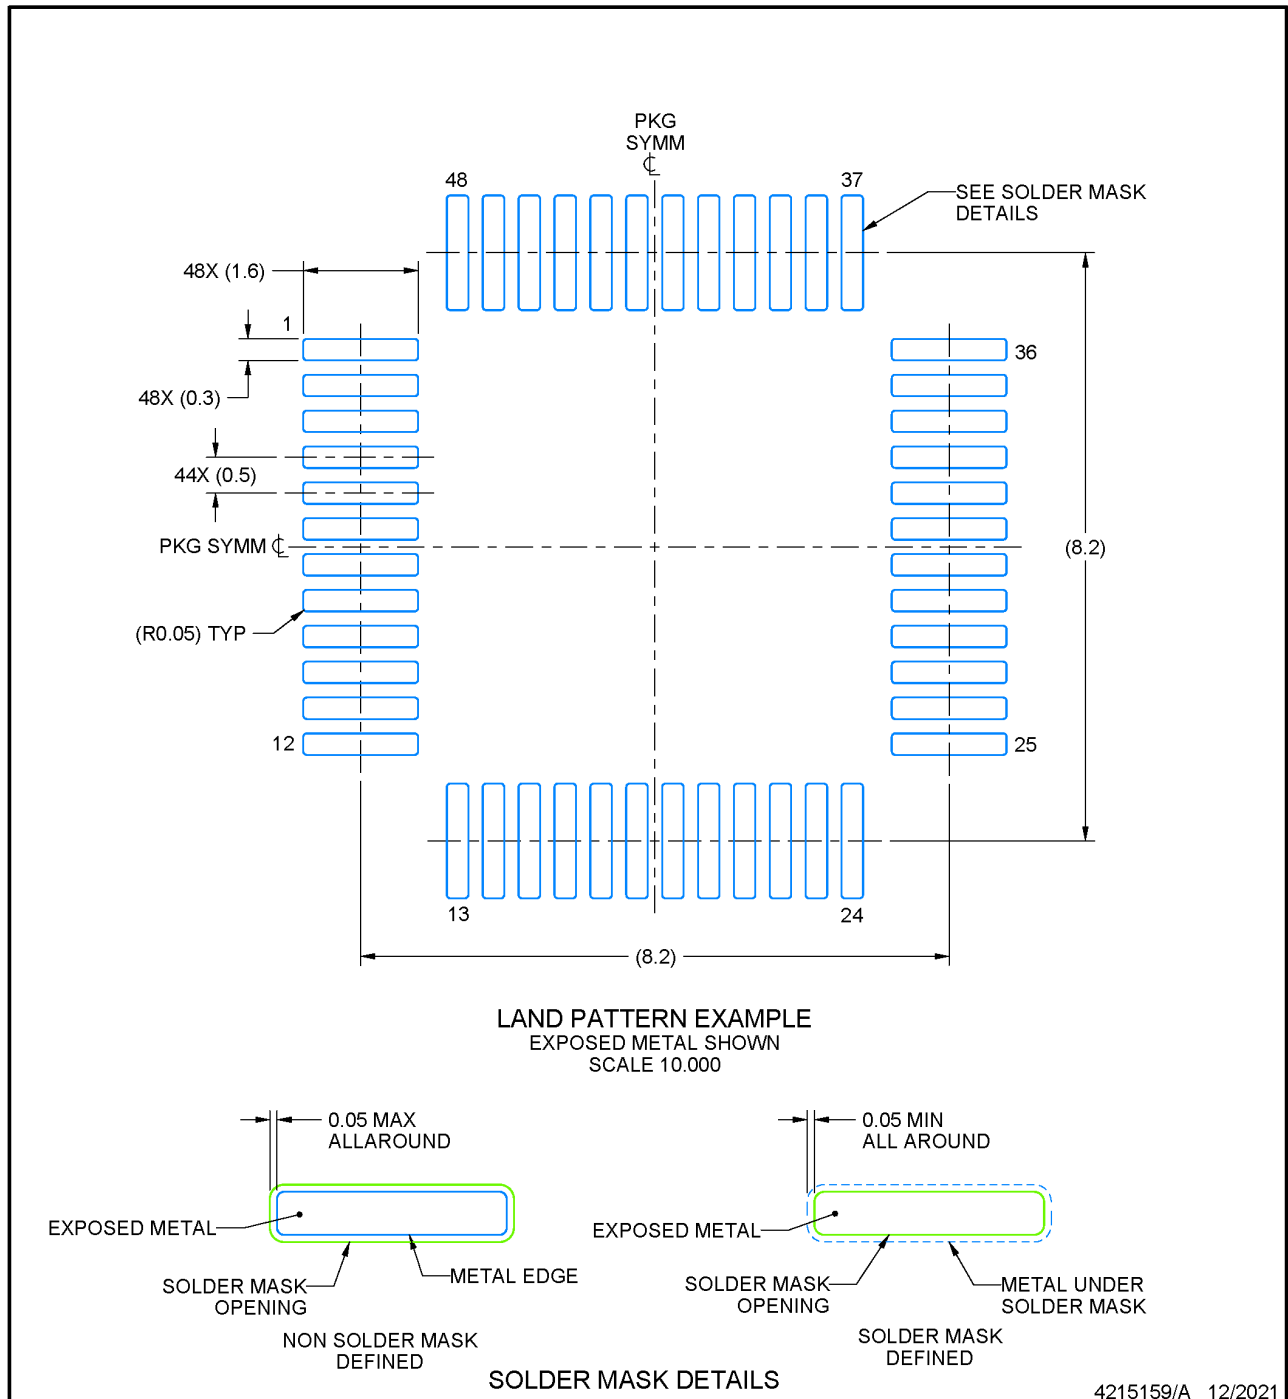 PKG
SYMM
℄
48
37
SEE SOLDER MASK
DETAILS
48X (1.6)
1
36
48X (0.3)
44X (0.5)
PKG SYMM ℄
(8.2)
(R0.05) TYP
12
25
13
24
(8.2)
LAND PATTERN EXAMPLE
EXPOSED METAL SHOWN
SCALE 10.000
0.05 MAX
ALLAROUND
EXPOSED METAL
SOLDER MASK
OPENING
METAL EDGE
NON SOLDER MASK
DEFINED
0.05 MIN
ALL AROUND
EXPOSED METAL
SOLDER MASK
OPENING
METAL UNDER
SOLDER MASK
SOLDER MASK
DEFINED
SOLDER MASK DETAILS
4215159/A 12/2021